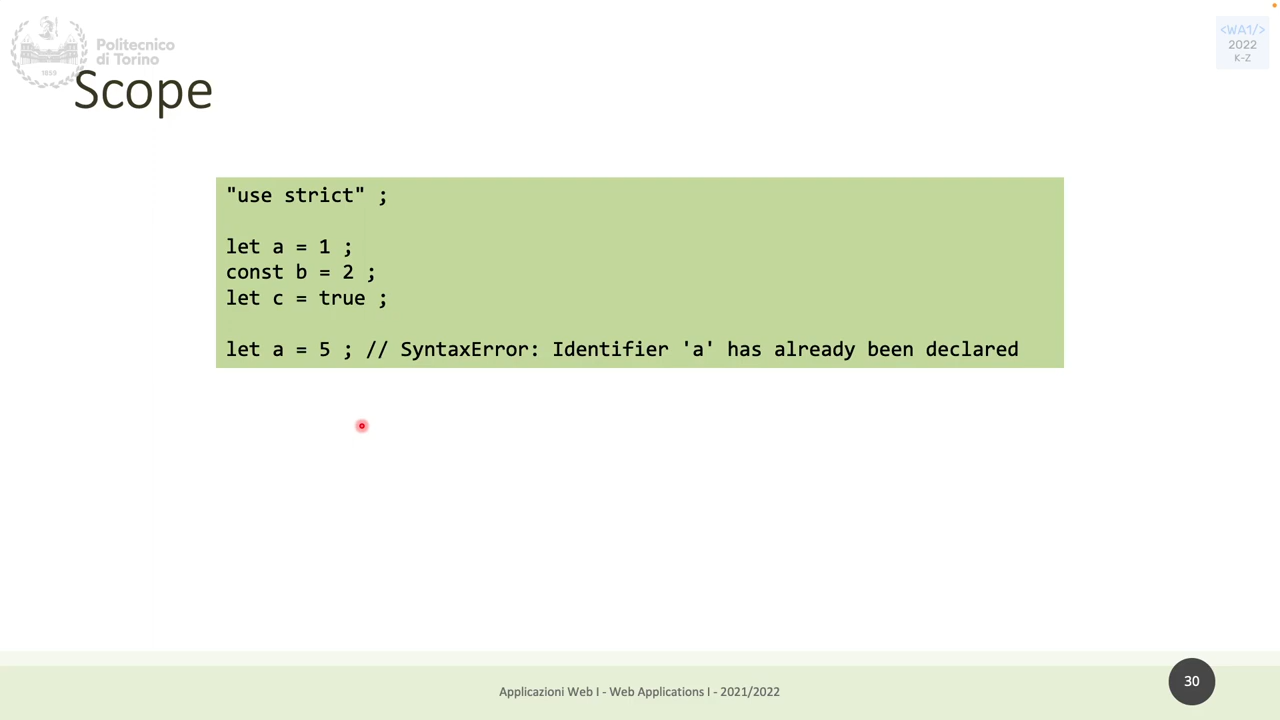 Politecnico
di Torino
1859
<WA1/>
2022
K-Z
Scope
"use strict" ;
let a = 1 ;
const b = 2 ;
let c = true ;
let a = 5 ; // SyntaxError: Identifier 'a' has already been declared
Applicazioni Web I - Web Applications I - 2021/2022
30